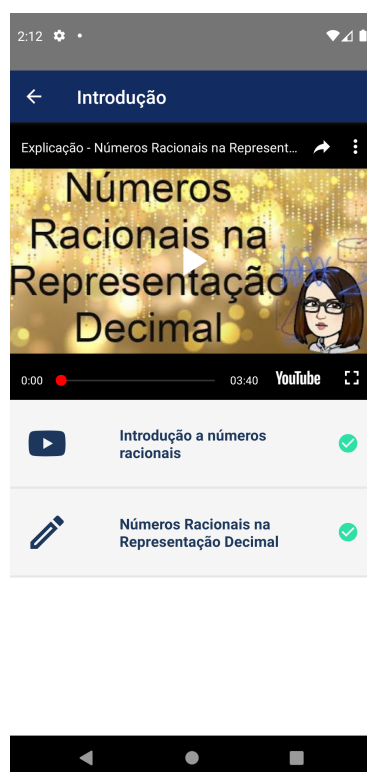 2:12
Introdução
Explicação - Números Racionais na Represent...
Números
Racionais na
Representação
Decimal
0:00
03:40
YouTube
Introdução a números
racionais
Números Racionais na
Representação Decimal